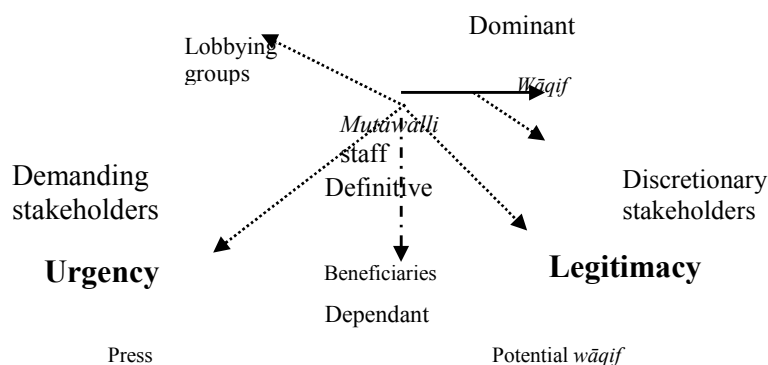 Dominant
Lobbying
groups
Wāqif
Mutawalli
staff
Definitive
Demanding
stakeholders
Discretionary
stakeholders
Urgency
Beneficiaries
Legitimacy
Dependant
Press
Potential wāqif